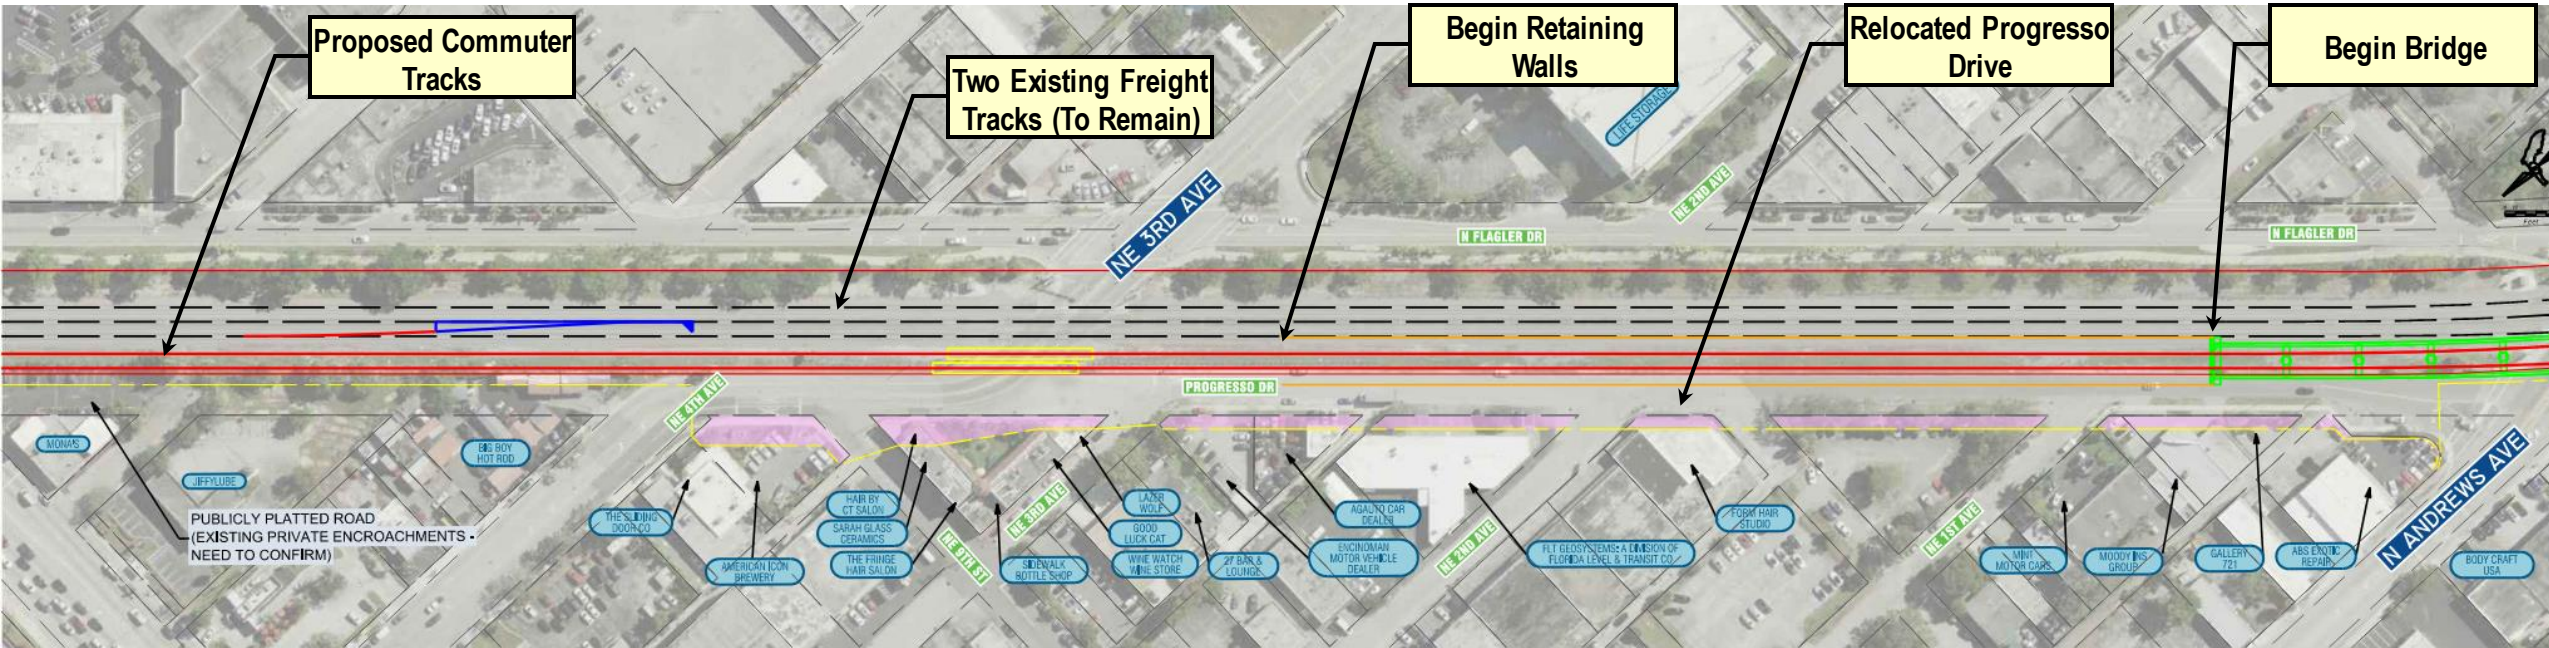 Proposed Commuter
Tracks
Two Existing Freight
Tracks (To Remain)
Begin Retaining
Walls
Relocated Progresso
Drive
Begin Bridge
LIFE STORAGE
NE 2ND AVE
NE 3RD AVE
N FLAGLER DR
N FLAGLER DR
Feet
PROGRESSO DR
NE 4TH AVE
MONA'S
BIG BOY
HOT ROD
JIFFYLUBE
PUBLICLY PLATTED ROAD
(EXISTING PRIVATE ENCROACHMENTS -
NEED TO CONFIRM)
THE SLIDING
DOOR CO
AMERICAN ICON
BREWERY
HAIR BY
CT SALON
SARAH GLASS
CERAMICS
THE FRINGE
HAIR SALON
NE 9TH ST
SIDEWALK
BOTTLE SHOP
NE 3RD AVE
LAZER
WOLF
GOOD
LUCK CAT
WINE WATCH
WINE STORE
27 BAR &
LOUNGE
AGAUTO CAR
DEALER
ENCINOMAN
MOTOR VEHICLE
DEALER
NE 2ND AVE
FLT GEOSYSTEMS: A DIVISION OF
FLORIDA LEVEL & TRANSIT CO
FORM HAIR
STUDIO
NE 1ST AVE
MINT
MOTOR CARS
MOODY INS
GROUP
GALLERY
721
ABS EXOTIC
REPAIR
N ANDREWS AVE
BODY CRAFT
USA